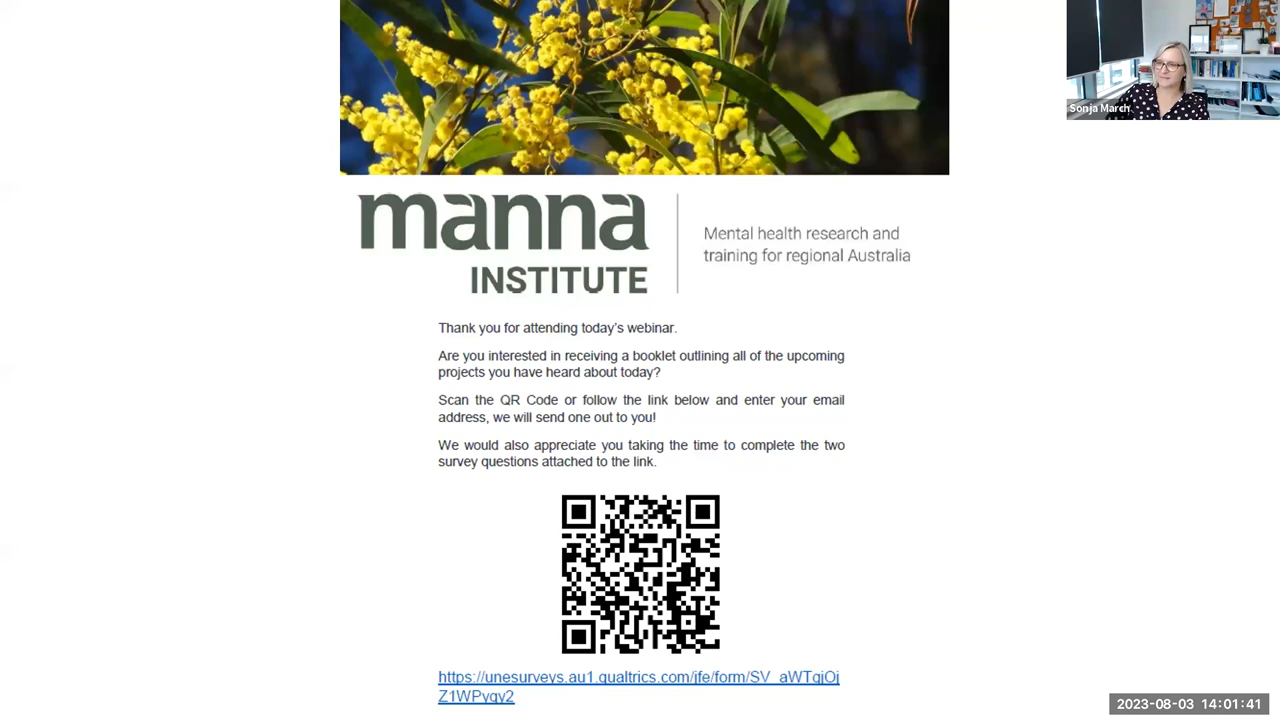 Sonja March
manna
INSTITUTE
Mental health research and
training for regional Australia
Thank you for attending today's webinar.
Are you interested in receiving a booklet outlining all of the upcoming
projects you have heard about today?
Scan the QR Code or follow the link below and enter your email
address, we will send one out to you!
We would also appreciate you taking the time to complete the two
survey questions attached to the link.
https://unesurveys.au1.qualtrics.com/jfe/form/SV_aWTqjOj
Z1WPyqy2
2023-08-03 14:01:41